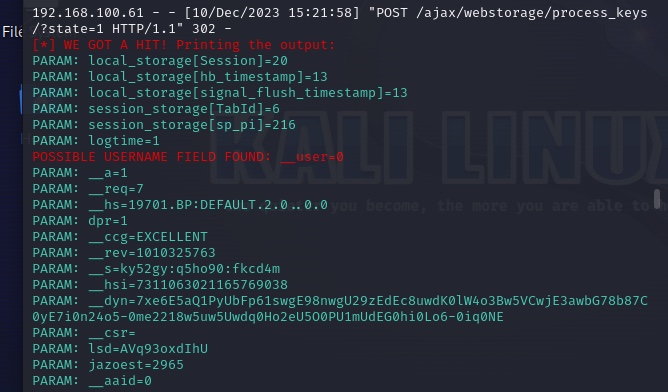 192.168.100.61 - - [10/Dec/2023 15:21:58] "POST /ajax/webstorage/process_keys
/?state=1 HTTP/1.1" 302 -
File
[*] WE GOT A HIT! Printing the output:
PARAM: local_storage[Session]=20
PARAM: local_storage[hb_timestamp]=13
PARAM: local_storage[signal_flush_timestamp]=13
PARAM: session_storage[TabId]=6
PARAM: session_storage[sp_pi]=216
PARAM: logtime=1
POSSIBLE USERNAME FIELD FOUND: __user=0
KALI LINUX
PARAM: __a=1
PARAM: __req=7
PARAM: __hs=19701.BP:DEFAULT.2.0..0.0
you become, the more you are able to
PARAM: dpr=1
PARAM: __ccg=EXCELLENT
PARAM: __rev=1010325763
PARAM: __s=ky52gy:q5ho90:fkcd4m
PARAM: __hsi=7311063021165769038
PARAM: __dyn=7xe6E5aQ1PyUbFp61swgE98nwgU29zEdEc8uwdK0lW4o3Bw5VCwjE3awbG78b87C
0yE7i0n24o5-0me2218w5uw5Uwdq0Ho2eU5O0PU1mUdEG0hi0Lo6-0iq0NE
PARAM: __csr=
PARAM: lsd=AVq93oxdIhU
PARAM: jazoest=2965
PARAM: __aaid=0